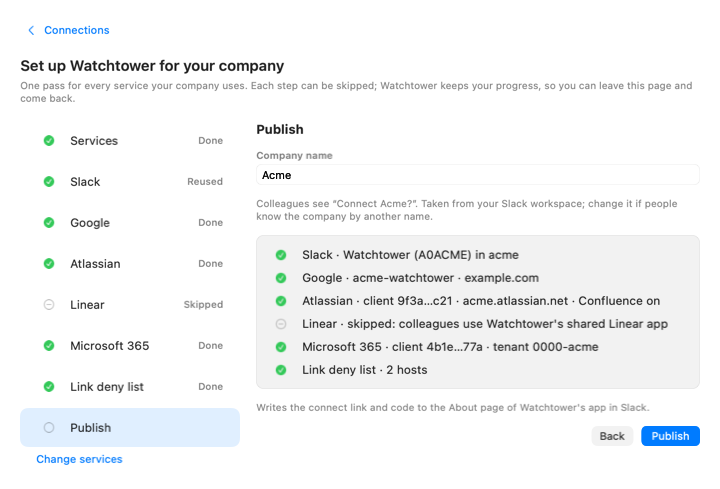 Connections
Set up Watchtower for your company
One pass for every service your company uses. Each step can be skipped; Watchtower keeps your progress, so you can leave this page and
come back.
Services Done
Slack Reused
Google Done
Atlassian Done
Linear Skipped
Microsoft 365 Done
Link deny list Done
Publish
Change services
Publish
Company name
Acme
Colleagues see “Connect Acme?”. Taken from your Slack workspace; change it if people
know the company by another name.
Slack · Watchtower (A0ACME) in acme
Google · acme-watchtower · example.com
Atlassian · client 9f3a…c21 · acme.atlassian.net · Confluence on
Linear · skipped: colleagues use Watchtower's shared Linear app
Microsoft 365 · client 4b1e…77a · tenant 0000-acme
Link deny list · 2 hosts
Writes the connect link and code to the About page of Watchtower's app in Slack.
Back Publish